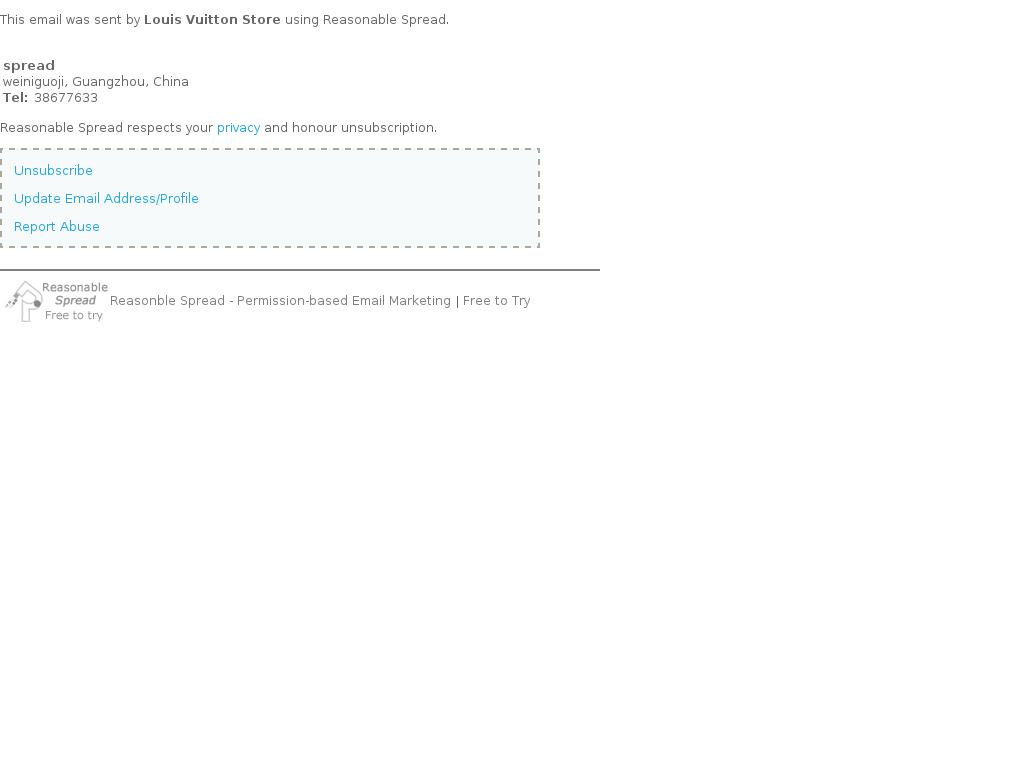 This email was sent by Louis Vuitton Store using Reasonable Spread.
spread
weiniguoji, Guangzhou, China
Tel: 38677633
Reasonable Spread respects your privacy and honour unsubscription.
Unsubscribe
Update Email Address/Profile
Report Abuse
Reasonable
Spread
Free to try
Reasonble Spread - Permission-based Email Marketing | Free to Try